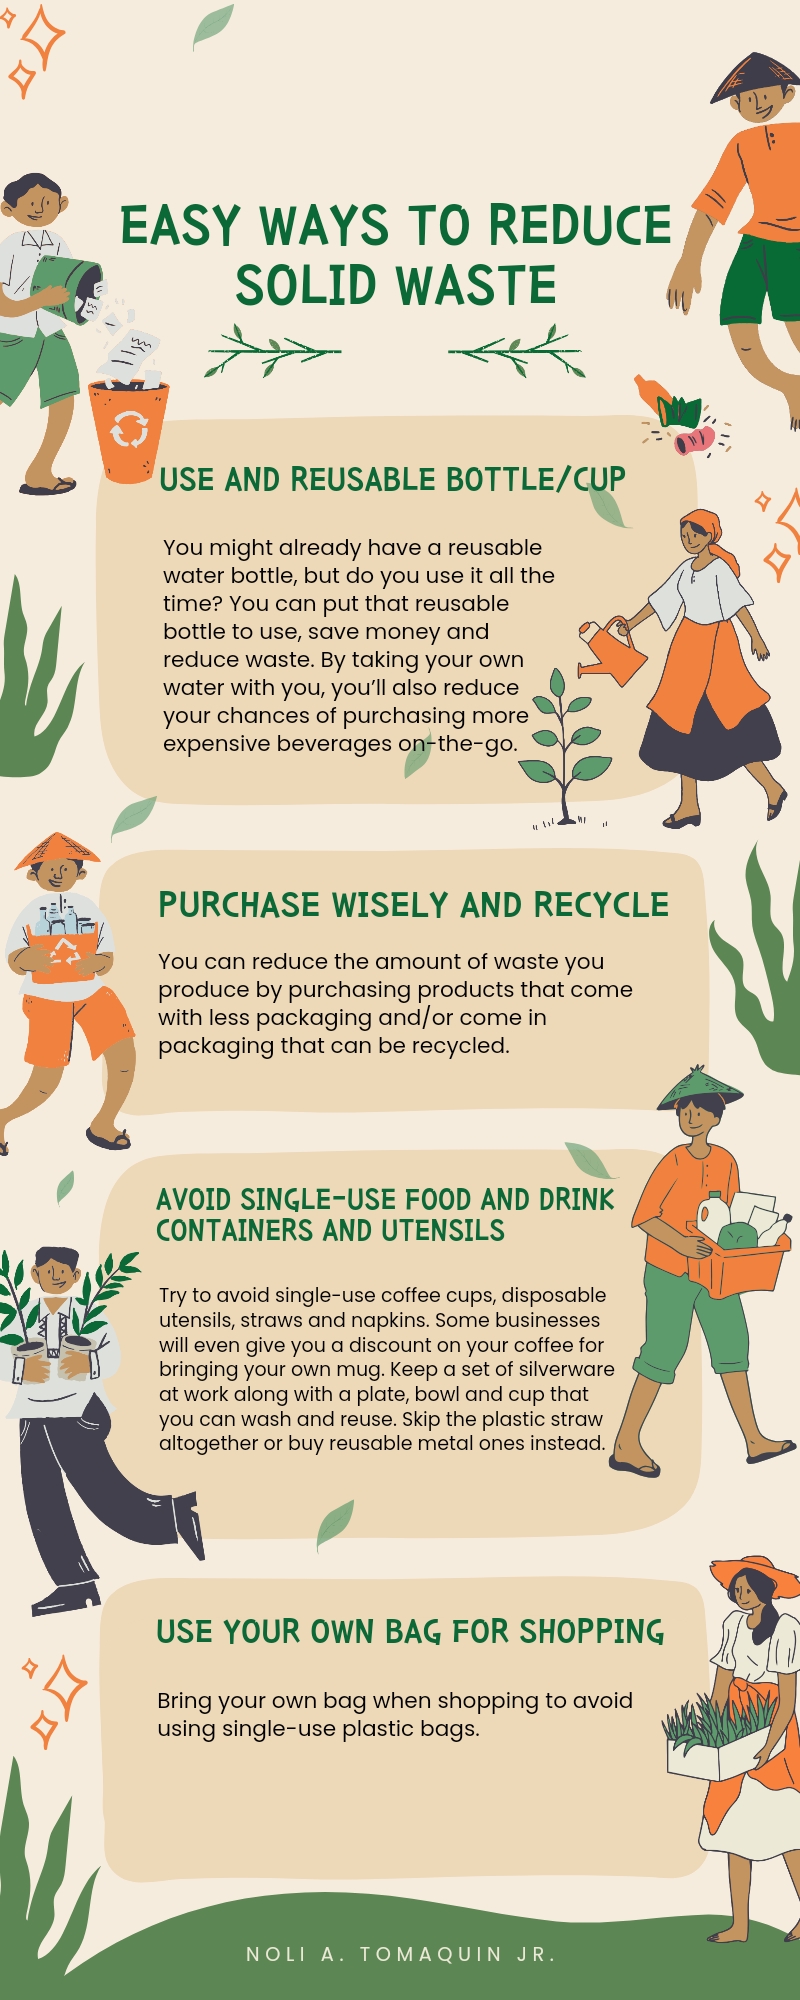 EASY WAYS TO REDUCE
SOLID WASTE
USE AND REUSABLE BOTTLE/CUP
You might already have a reusable
water bottle, but do you use it all the
time? You can put that reusable
bottle to use, save money and
reduce waste. By taking your own
water with you, you’ll also reduce
your chances of purchasing more
expensive beverages on-the-go.
PURCHASE WISELY AND RECYCLE
You can reduce the amount of waste you
produce by purchasing products that come
with less packaging and/or come in
packaging that can be recycled.
AVOID SINGLE-USE FOOD AND DRINK
CONTAINERS AND UTENSILS
Try to avoid single-use coffee cups, disposable
utensils, straws and napkins. Some businesses
will even give you a discount on your coffee for
bringing your own mug. Keep a set of silverware
at work along with a plate, bowl and cup that
you can wash and reuse. Skip the plastic straw
altogether or buy reusable metal ones instead.
USE YOUR OWN BAG FOR SHOPPING
Bring your own bag when shopping to avoid
using single-use plastic bags.
NOLI A. TOMAQUIN JR.